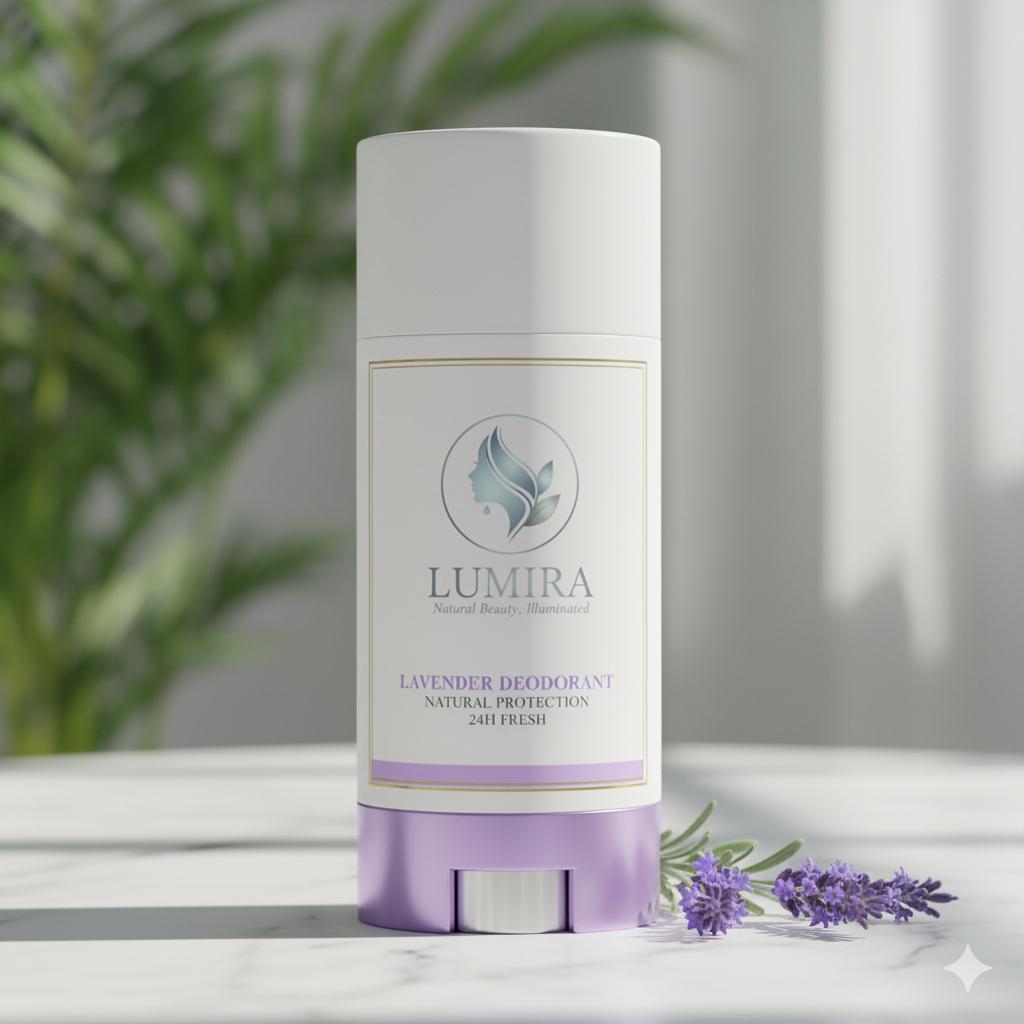 LUMIRA
Natural Beauty, Illuminated
LAVENDER DEODORANT
NATURAL PROTECTION
24H FRESH